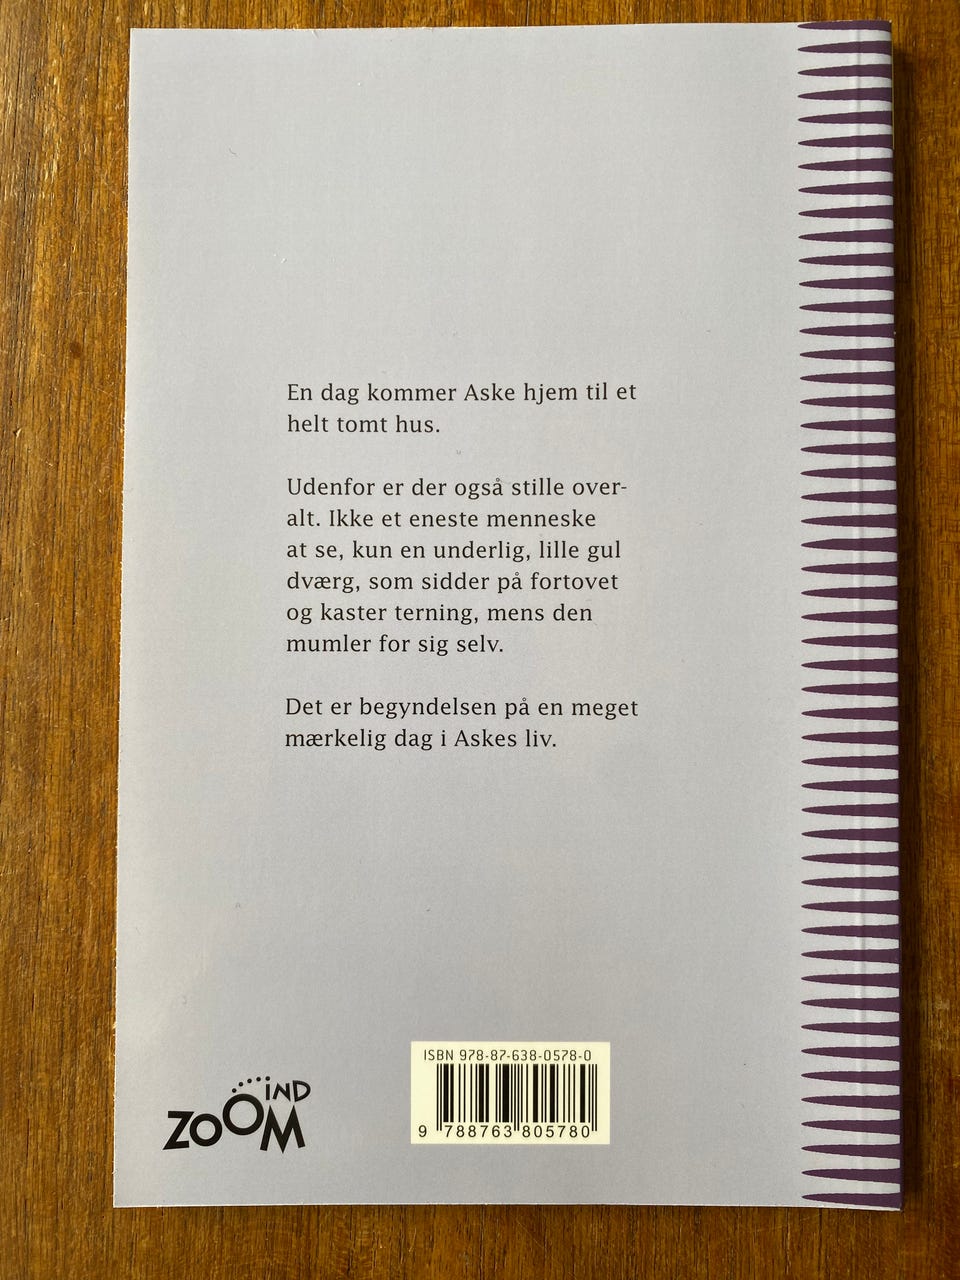 En dag kommer Aske hjem til et
helt tomt hus.
Udenfor er der også stille over-
alt. Ikke et eneste menneske
at se, kun en underlig, lille gul
dværg, som sidder på fortovet
og kaster terning, mens den
mumler for sig selv.
Det er begyndelsen på en meget
mærkelig dag i Askes liv.
ISBN 978-87-638-0578-0
9 788763 805780
ZOOM IND